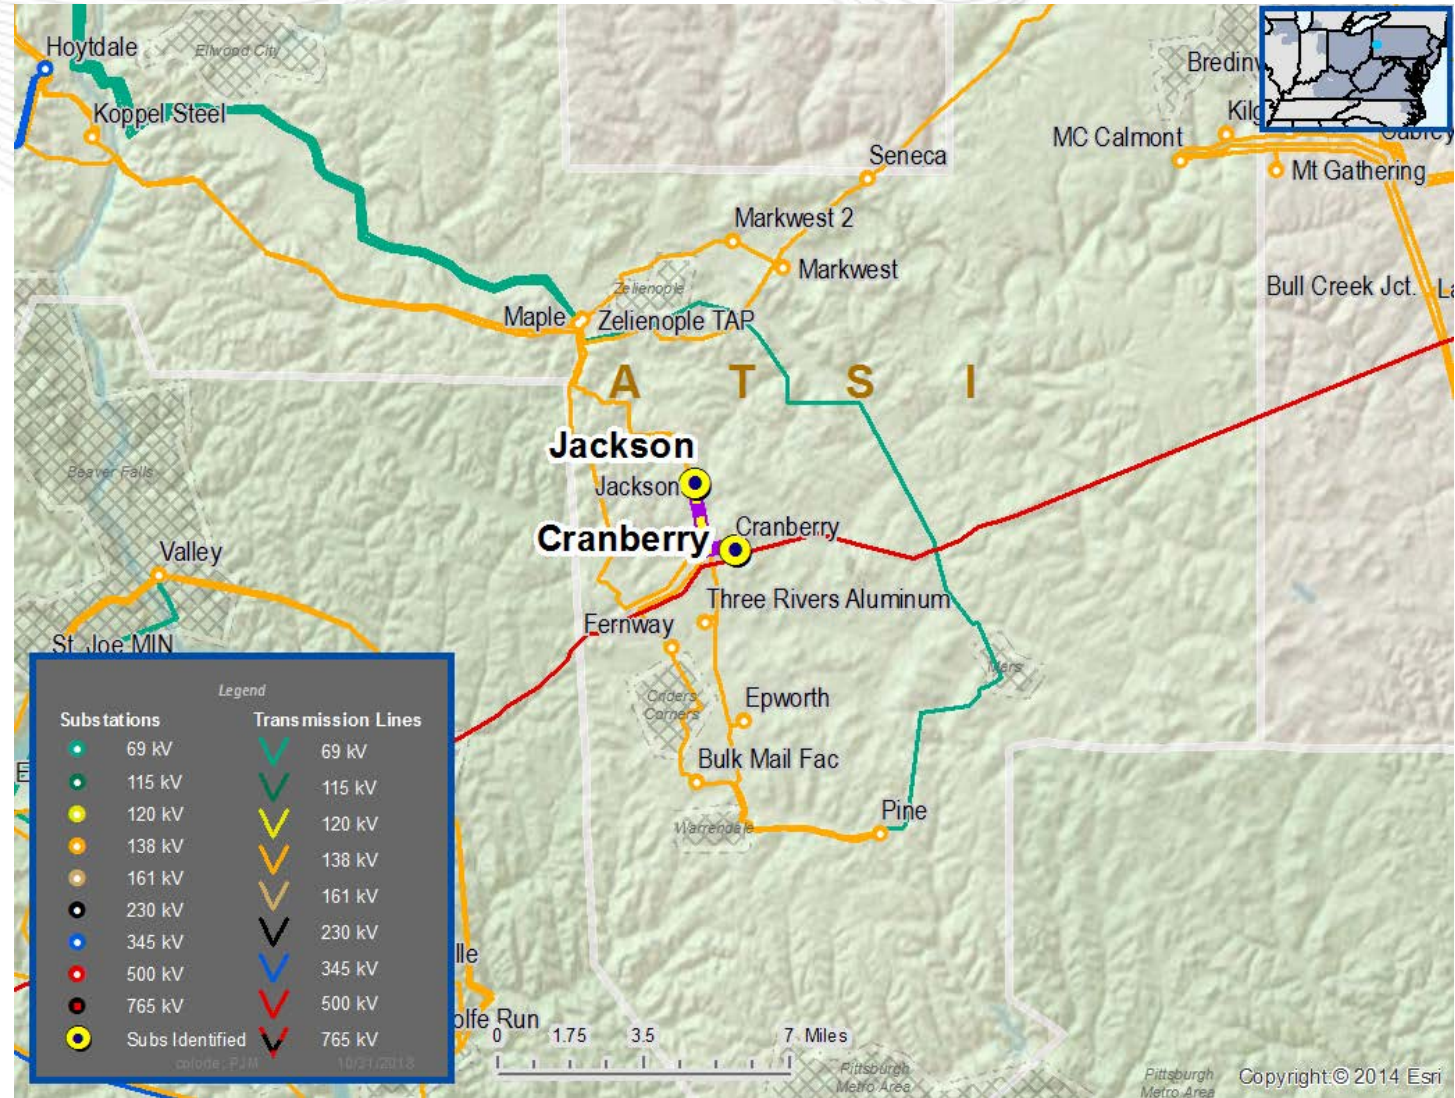 Hoytdale
Ellwood City
Koppel Steel
MC Calmont
Mt Gathering
Seneca
Markwest 2
Markwest
Zelienople
Bull Creek Jct.
Maple
Zelienople TAP
A T S I
Jackson
Jackson
Beaver Falls
Cranberry
Cranberry
Valley
Three Rivers Aluminum
Fernway
St. Joe MIN
Mars
Criders
Corners
Epworth
Bulk Mail Fac
Warrendale
Pine
Legend
Substations
69 kV
115 kV
120 kV
138 kV
161 kV
230 kV
345 kV
500 kV
765 kV
Subs Identified
Transmission Lines
69 kV
115 kV
120 kV
138 kV
161 kV
230 kV
345 kV
500 kV
765 kV
10/31/2018
0 1.75 3.5 7 Miles
Pittsburgh
Metro Area
Pittsburgh
Metro Area
Copyright:© 2014 Esri